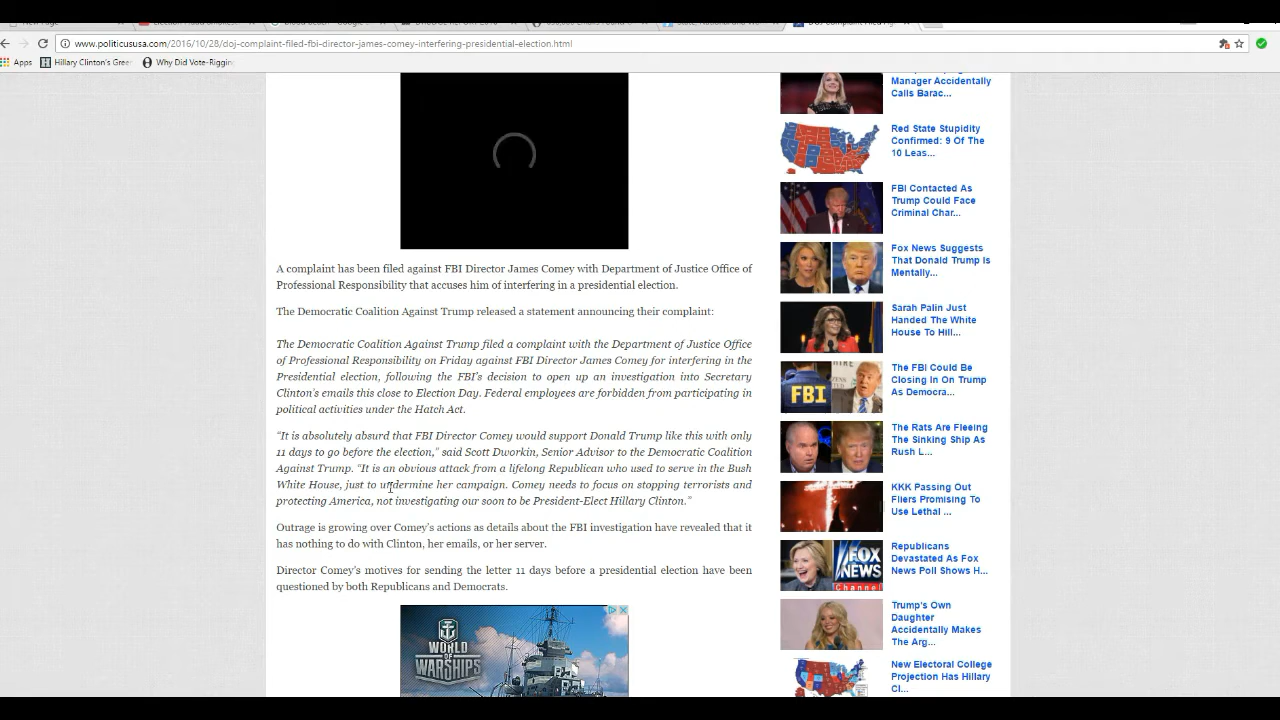 www.politicususa.com/2016/10/28/doj-complaint-filed-fbi-director-james-comey-interfering-presidential-election.html
Apps
Hillary Clinton's Gree
Why Did Vote-Riggin
A complaint has been filed against FBI Director James Comey with Department of Justice Office of
Professional Responsibility that accuses him of interfering in a presidential election.
The Democratic Coalition Against Trump released a statement announcing their complaint:
The Democratic Coalition Against Trump filed a complaint with the Department of Justice Office
of Professional Responsibility on Friday against FBI Director James Comey for interfering in the
Presidential election, following the FBI's decision to open up an investigation into Secretary
Clinton's emails this close to Election Day. Federal employees are forbidden from participating in
political activities under the Hatch Act.
“It is absolutely absurd that FBI Director Comey would support Donald Trump like this with only
11 days to go before the election,” said Scott Dworkin, Senior Advisor to the Democratic Coalition
Against Trump. “It is an obvious attack from a lifelong Republican who used to serve in the Bush
White House, just to undermine her campaign. Comey needs to focus on stopping terrorists and
protecting America, not investigating our soon to be President-Elect Hillary Clinton.”
Outrage is growing over Comey's actions as details about the FBI investigation have revealed that it
has nothing to do with Clinton, her emails, or her server.
Director Comey's motives for sending the letter 11 days before a presidential election have been
questioned by both Republicans and Democrats.
WORLD
OF
WARSHIPS
Manager Accidentally
Calls Barac...
Red State Stupidity
Confirmed: 9 Of The
10 Leas...
FBI Contacted As
Trump Could Face
Criminal Char...
Fox News Suggests
That Donald Trump Is
Mentally...
Sarah Palin Just
Handed The White
House To Hill...
FBI
The FBI Could Be
Closing In On Trump
As Democra...
The Rats Are Fleeing
The Sinking Ship As
Rush L...
KKK Passing Out
Fliers Promising To
Use Lethal ...
FOX
NEWS
Channel
Republicans
Devastated As Fox
News Poll Shows H...
Trump's Own
Daughter
Accidentally Makes
The Arg...
New Electoral College
Projection Has Hillary
Cl...